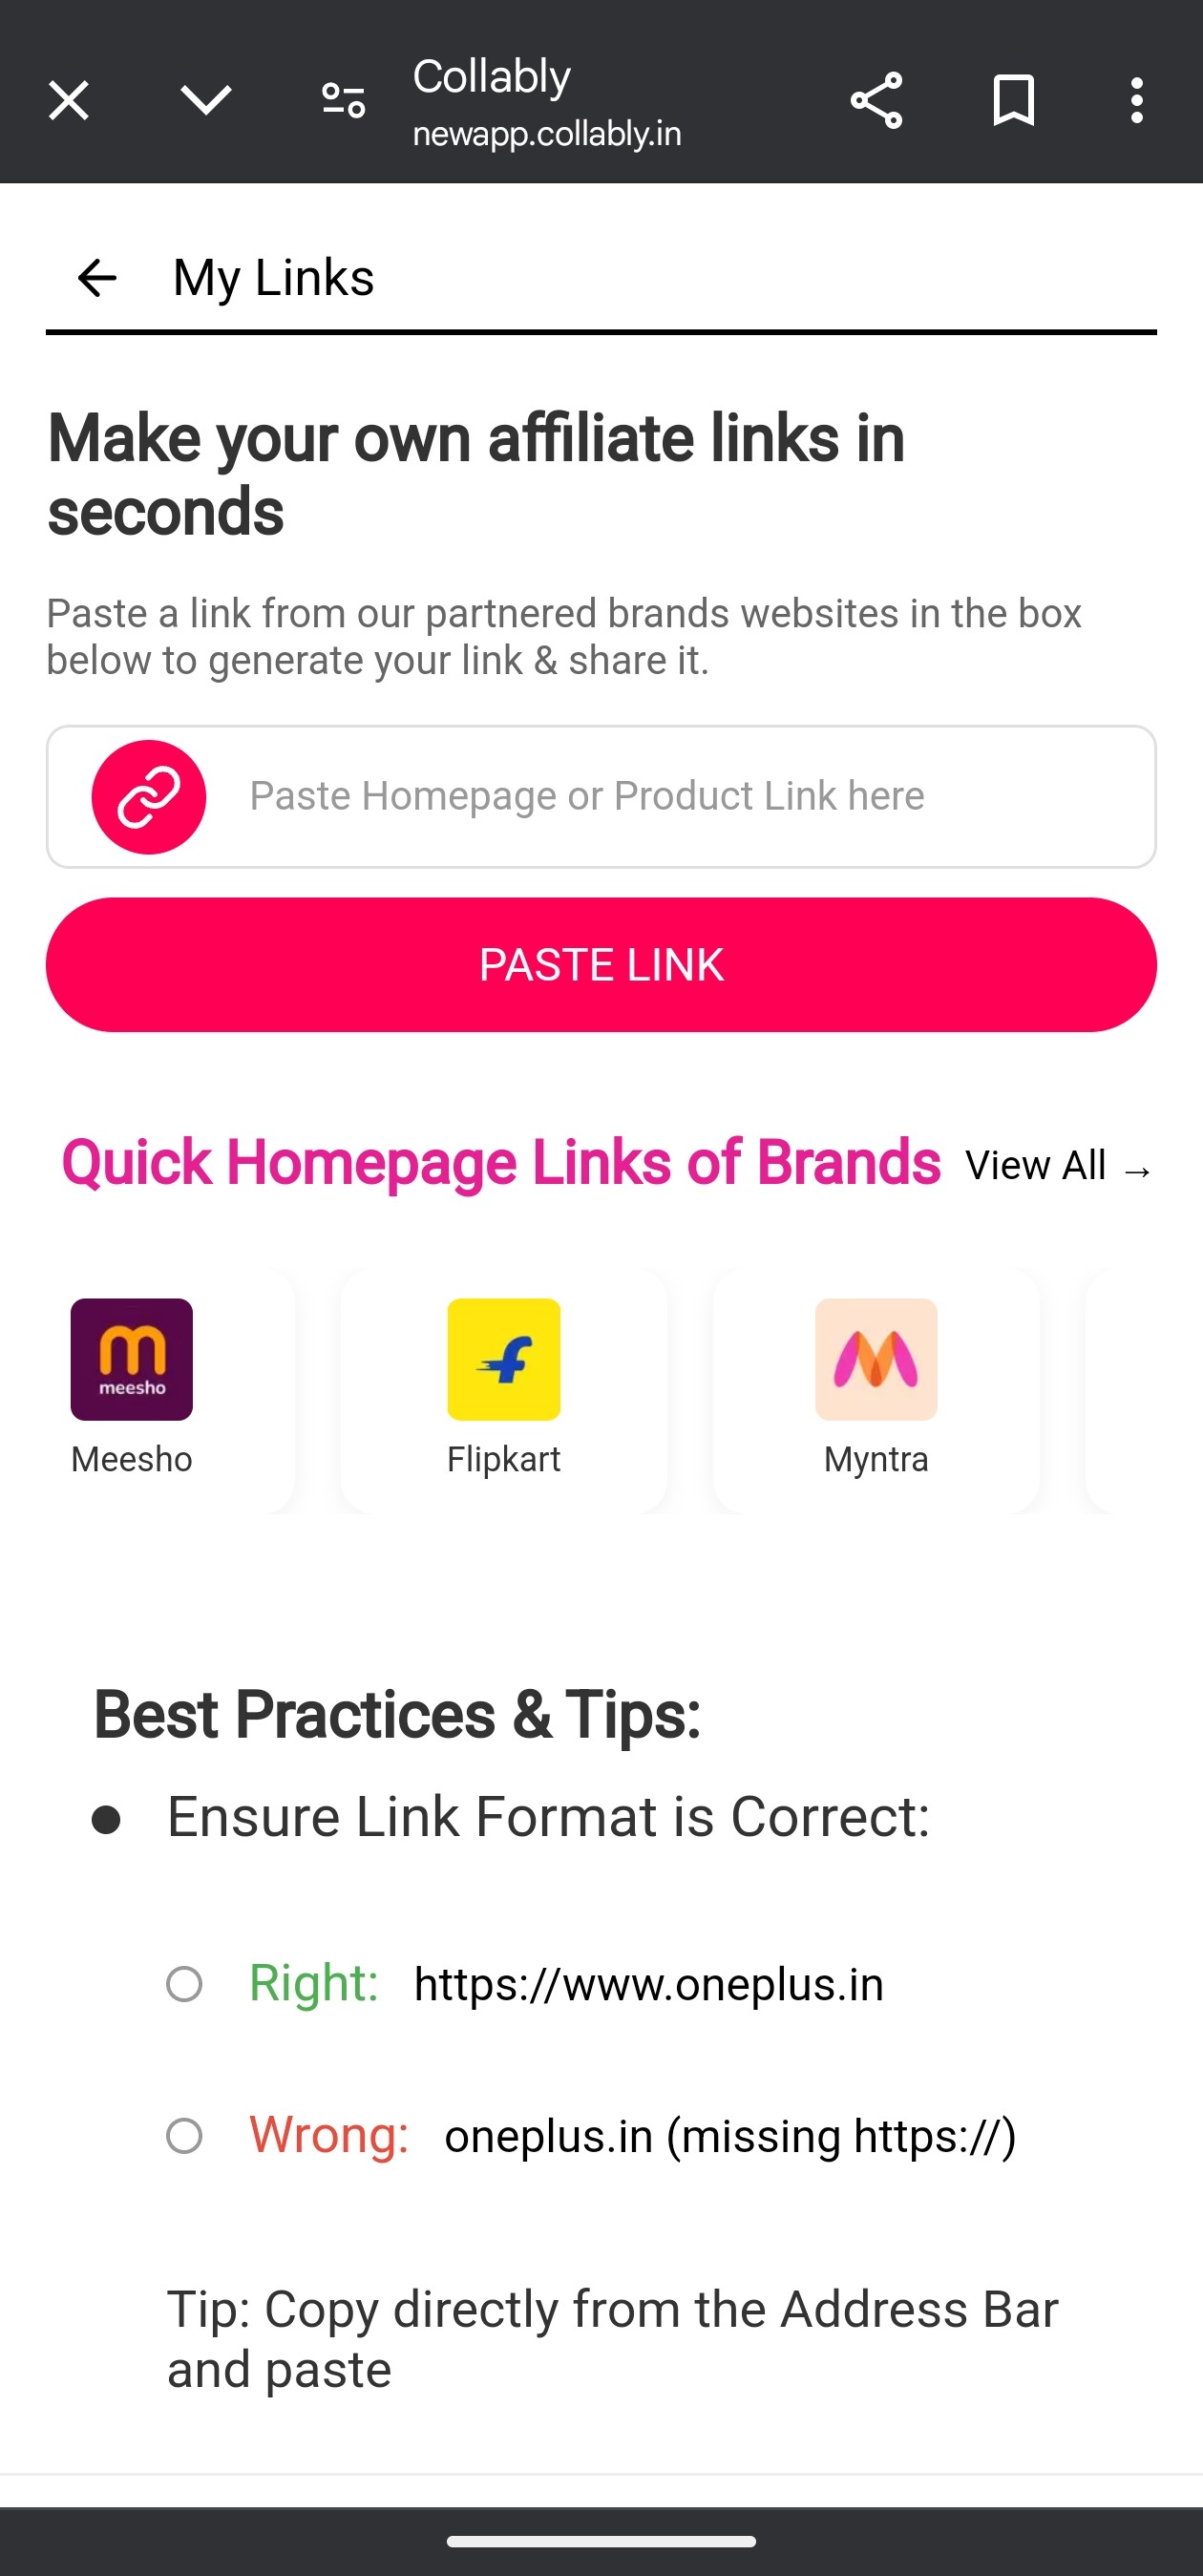 Collably
newapp.collably.in
My Links
Make your own affiliate links in
seconds
Paste a link from our partnered brands websites in the box
below to generate your link & share it.
Paste Homepage or Product Link here
PASTE LINK
Quick Homepage Links of Brands View All →
meesho
Meesho
Flipkart
Myntra
Best Practices & Tips:
● Ensure Link Format is Correct:
○ Right: https://www.oneplus.in
○ Wrong: oneplus.in (missing https://)
Tip: Copy directly from the Address Bar
and paste